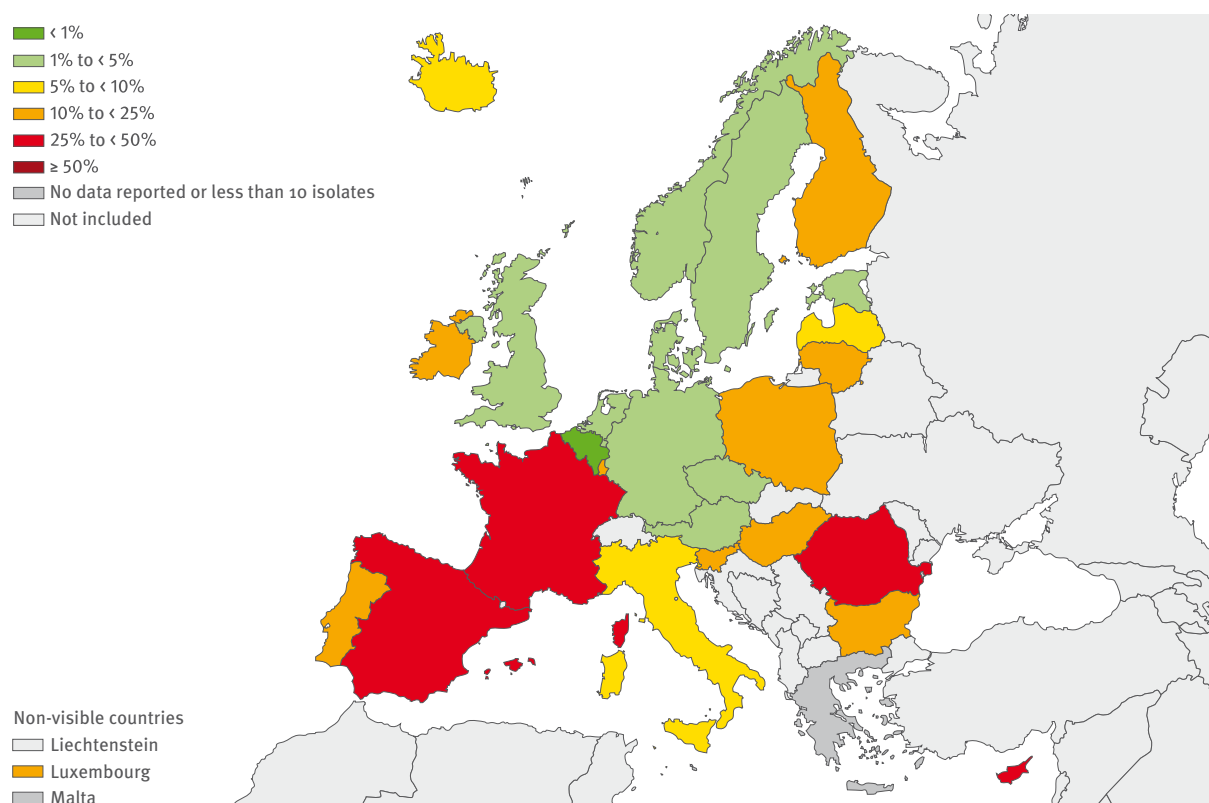 < 1%
1% to < 5%
5% to < 10%
10% to < 25%
25% to < 50%
≥ 50%
No data reported or less than 10 isolates
Not included
Non-visible countries
Liechtenstein
Luxembourg
Malta